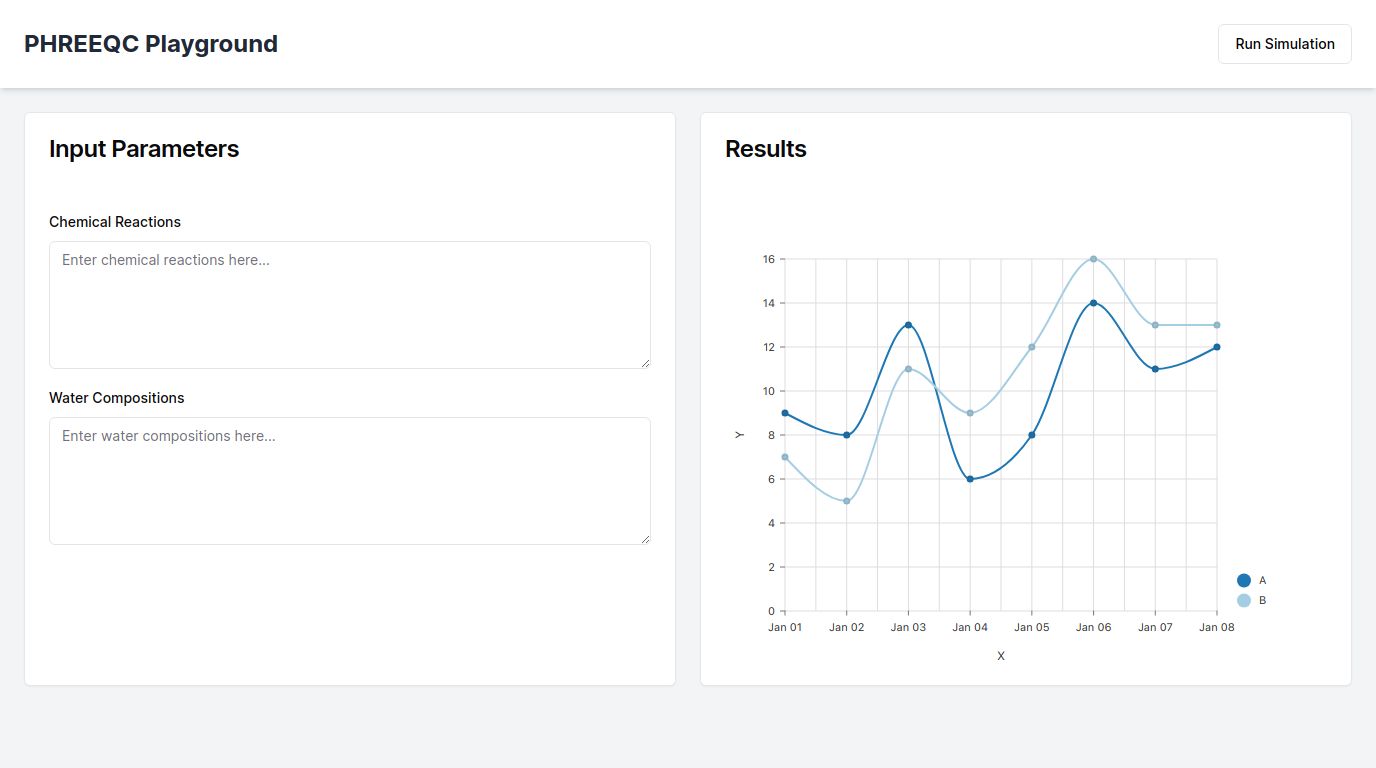 PHREEQC Playground
Run Simulation
Input Parameters
Chemical Reactions
Enter chemical reactions here...
Water Compositions
Enter water compositions here...
Results
16
14
12
10
8
6
4
2
0
Y
Jan 01 Jan 02 Jan 03 Jan 04 Jan 05 Jan 06 Jan 07 Jan 08
X
A
B